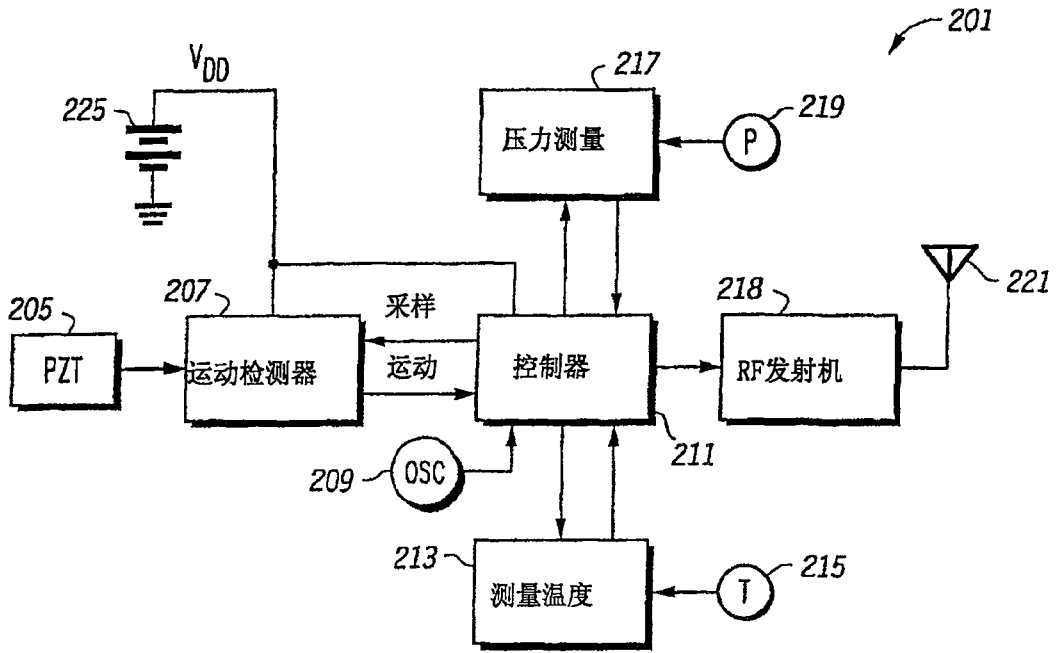 201
V_DD
225
217
压力测量
P
219
205
PZT
207
运动检测器
采样
运动
控制器
211
218
RF发射机
221
209
OSC
213
测量温度
T
215